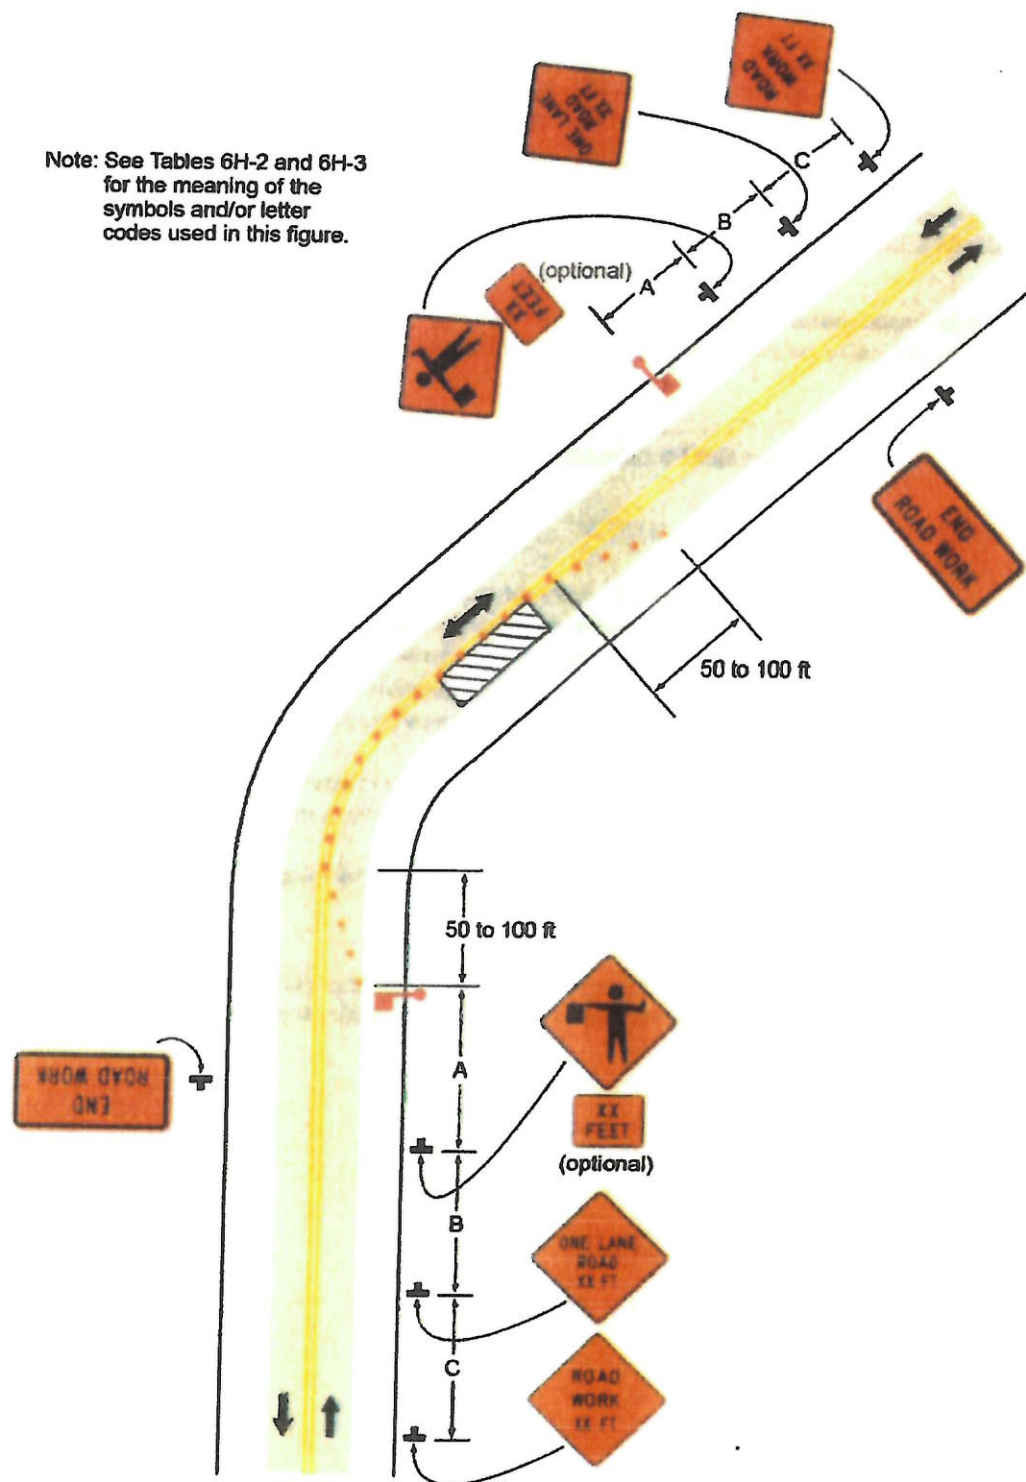 ROAD
WORK
XX FT
ONE LANE
ROAD
XX FT
Note: See Tables 6H-2 and 6H-3
for the meaning of the
symbols and/or letter
codes used in this figure.
C
B
(optional)
A
XX
FEET
END
ROAD WORK
50 to 100 ft
50 to 100 ft
A
END
ROAD WORK
XX
FEET
(optional)
B
ONE LANE
ROAD
XX FT
C
ROAD
WORK
XX FT